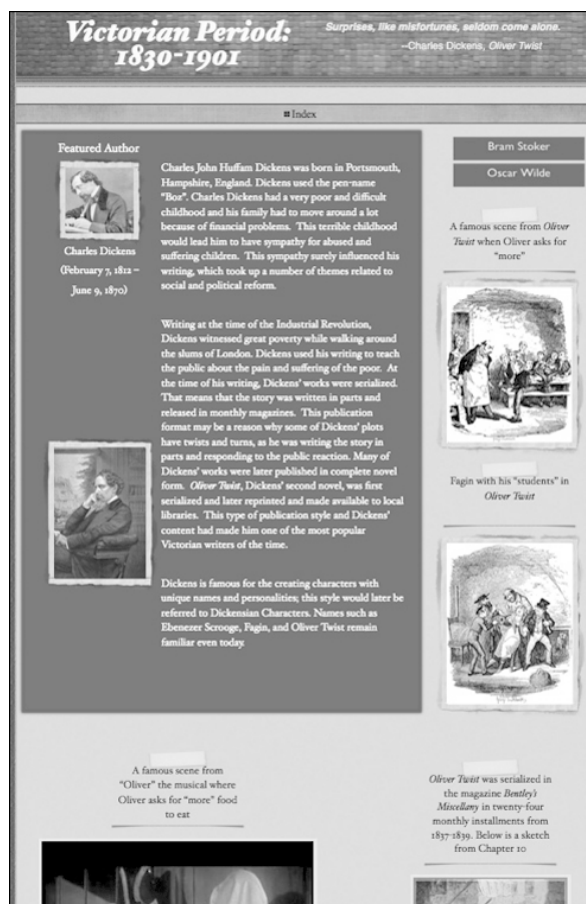 Victorian Period:
1830-1901
Surprises, like misfortunes, seldom come alone.
--Charles Dickens, Oliver Twist
Index
Featured Author
Charles Dickens
(February 7, 1812 –
June 9, 1870)
Charles John Huffam Dickens was born in Portsmouth,
Hampshire, England. Dickens used the pen-name
"Boz". Charles Dickens had a very poor and difficult
childhood and his family had to move around a lot
because of financial problems. This terrible childhood
would lead him to have sympathy for abused and
suffering children. This sympathy surely influenced his
writing, which took up a number of themes related to
social and political reform.
Writing at the time of the Industrial Revolution,
Dickens witnessed great poverty while walking around
the slums of London. Dickens used his writing to teach
the public about the pain and suffering of the poor. At
the time of his writing, Dickens' works were serialized.
That means that the story was written in parts and
released in monthly magazines. This publication
format may be a reason why some of Dickens' plots
have twists and turns, as he was writing the story in
parts and responding to the public reaction. Many of
Dickens' works were later published in complete novel
form. Oliver Twist, Dickens' second novel, was first
serialized and later reprinted and made available to local
libraries. This type of publication style and Dickens'
content had made him one of the most popular
Victorian writers of the time.
Dickens is famous for the creating characters with
unique names and personalities; this style would later be
referred to Dickensian Characters. Names such as
Ebenezer Scrooge, Fagin, and Oliver Twist remain
familiar even today.
Bram Stoker
Oscar Wilde
A famous scene from Oliver
Twist when Oliver asks for
"more"
Fagin with his "students" in
Oliver Twist
A famous scene from
"Oliver" the musical where
Oliver asks for "more" food
to eat
Oliver Twist was serialized in
the magazine Bentley's
Miscellany in twenty-four
monthly installments from
1837-1839. Below is a sketch
from Chapter 10